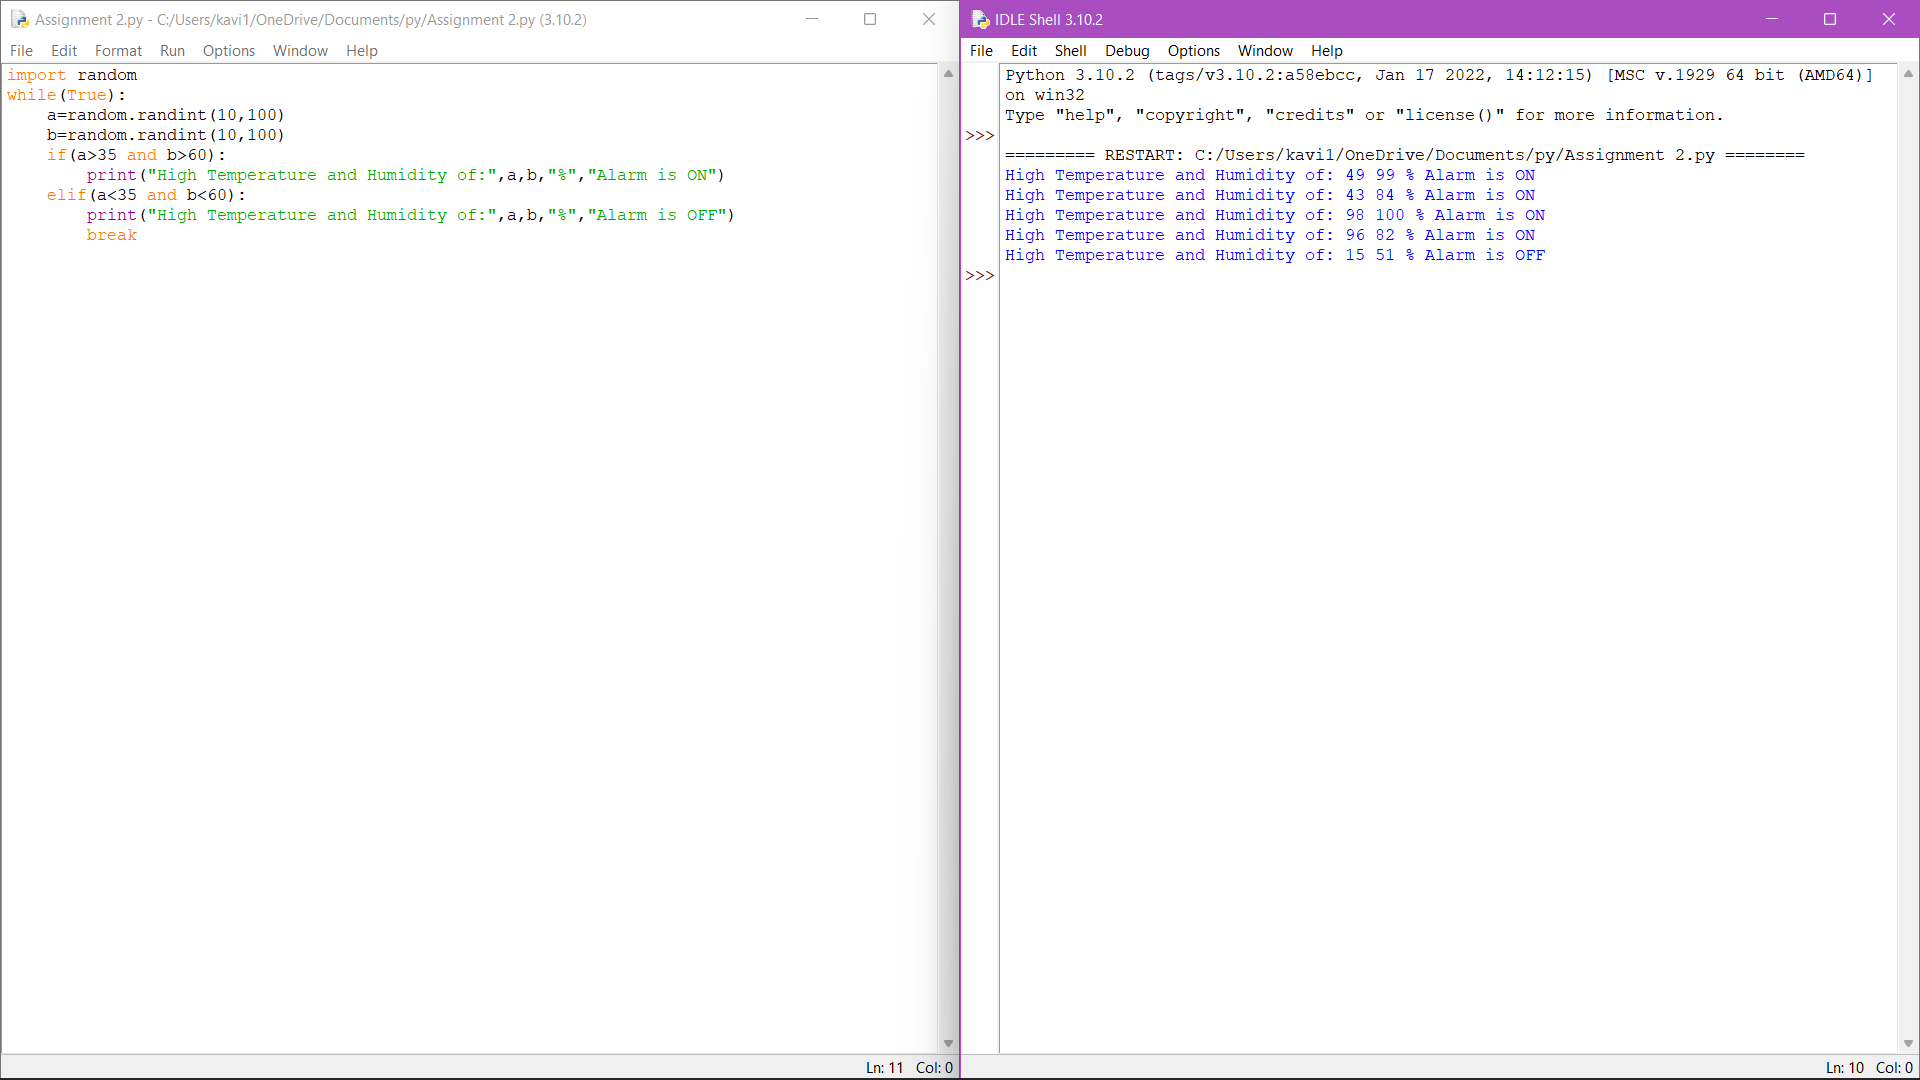 Assignment 2.py - C:/Users/kavi1/OneDrive/Documents/py/Assignment 2.py (3.10.2)
File Edit Format Run Options Window Help
import random
while(True):
    a=random.randint(10,100)
    b=random.randint(10,100)
    if(a>35 and b>60):
        print("High Temperature and Humidity of:",a,b,"%","Alarm is ON")
    elif(a<35 and b<60):
        print("High Temperature and Humidity of:",a,b,"%","Alarm is OFF")
        break
Ln: 11 Col: 0
IDLE Shell 3.10.2
File Edit Shell Debug Options Window Help
Python 3.10.2 (tags/v3.10.2:a58ebcc, Jan 17 2022, 14:12:15) [MSC v.1929 64 bit (AMD64)]
on win32
Type "help", "copyright", "credits" or "license()" for more information.
>>>
========= RESTART: C:/Users/kavi1/OneDrive/Documents/py/Assignment 2.py ========
High Temperature and Humidity of: 49 99 % Alarm is ON
High Temperature and Humidity of: 43 84 % Alarm is ON
High Temperature and Humidity of: 98 100 % Alarm is ON
High Temperature and Humidity of: 96 82 % Alarm is ON
High Temperature and Humidity of: 15 51 % Alarm is OFF
>>>
Ln: 10 Col: 0